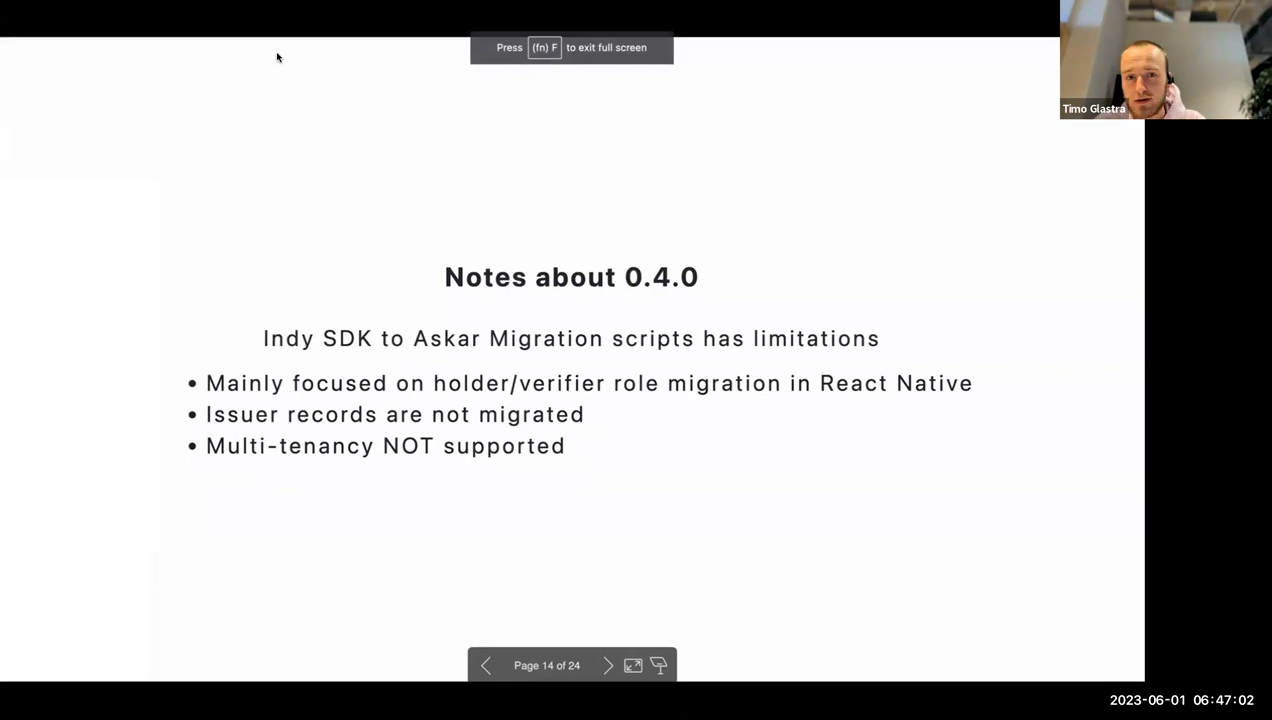 Press (fn) F to exit full screen
Timo Glastra
Notes about 0.4.0
Indy SDK to Askar Migration scripts has limitations
• Mainly focused on holder/verifier role migration in React Native
• Issuer records are not migrated
• Multi-tenancy NOT supported
Page 14 of 24
2023-06-01 06:47:02